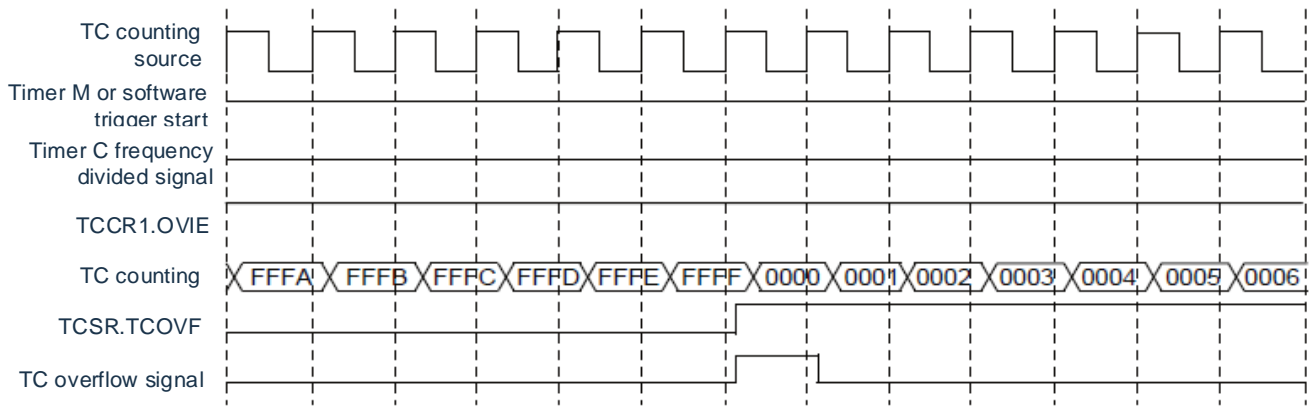 TC counting
source
Timer M or software
trigger start
Timer C frequency
divided signal
TCCR1.OVIE
TC counting FFFA FFFB FFFC FFFD FFFE FFFF 0000 0001 0002 0003 0004 0005 0006
TCSR.TCOVF
TC overflow signal